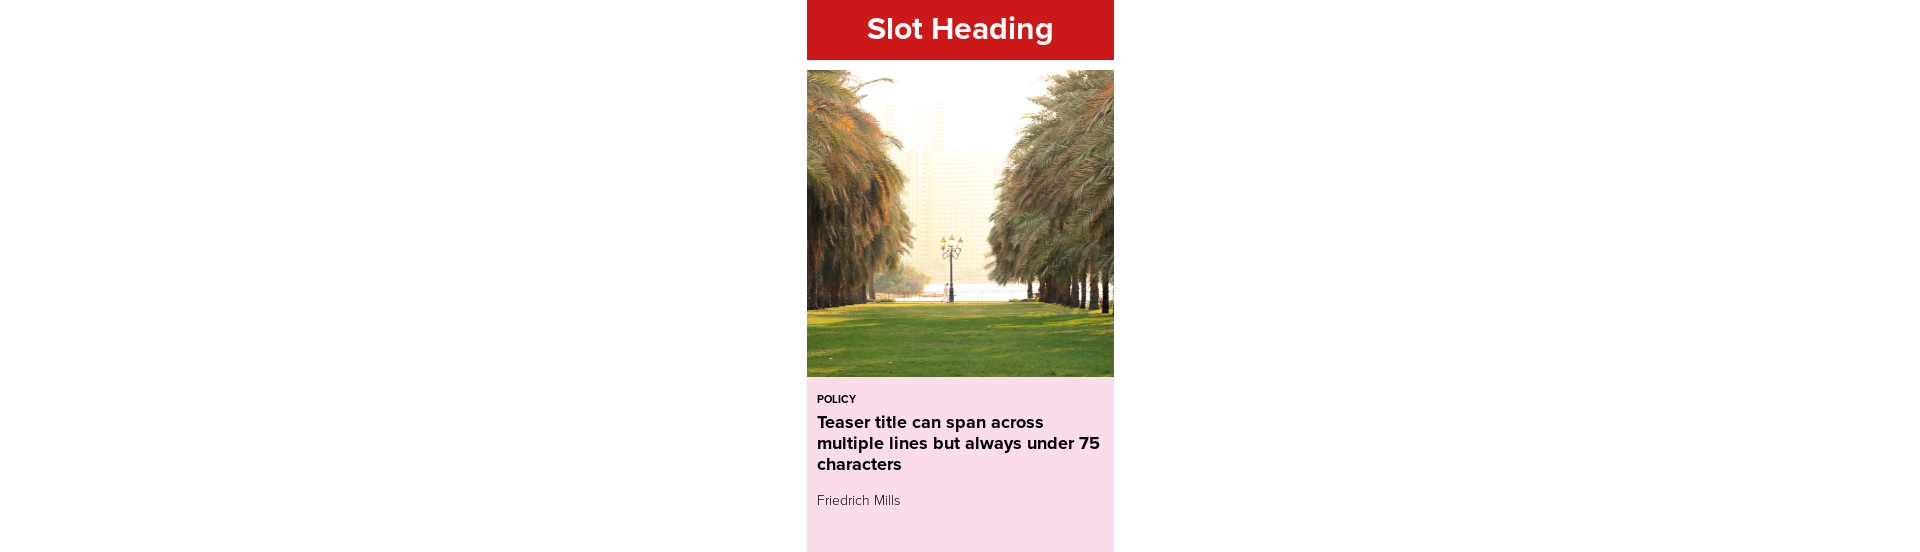 Slot Heading
POLICY
Teaser title can span across
multiple lines but always under 75
characters
Friedrich Mills